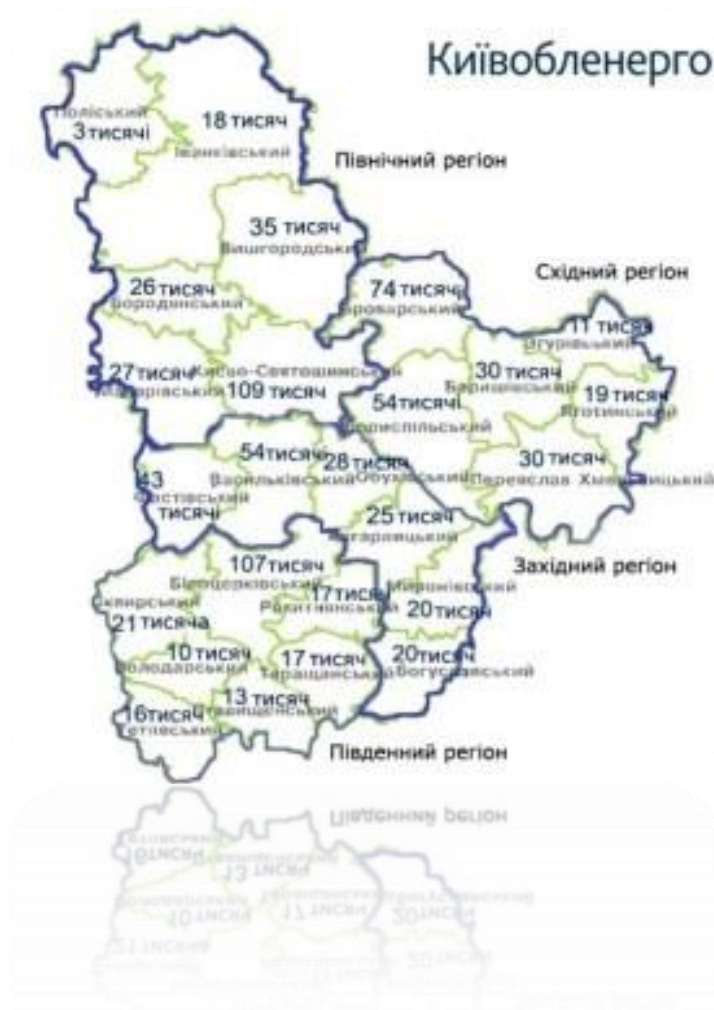 Київобленерго
Поліський
3 тисячі
18 тисяч
Іванківський
Північний регіон
35 тисяч
Вишгородський
Східний регіон
26 тисяч
Бородянський
74 тисячі
Броварський
11 тисяч
Згурівський
27 тисяч
Макарівський
Києво-Святошинський
109 тисяч
30 тисяч
Баришівський
54 тисячі
Бориспільський
19 тисяч
Яготинський
54 тисячі
Васильківський
28 тисяч
Обухівський
30 тисяч
Переяслав Хмельницький
43
Фастівський
тисячі
25 тисяч
Кагарлицький
Західний регіон
107 тисяч
Білоцерківський
Миронівський
20 тисяч
17 тисяч
Рокитнянський
Сквирський
21 тисяча
10 тисяч
Володарський
17 тисяч
Таращанський
20 тисяч
Богуславський
13 тисяч
Ставищенський
16 тисяч
Тетіївський
Південний регіон